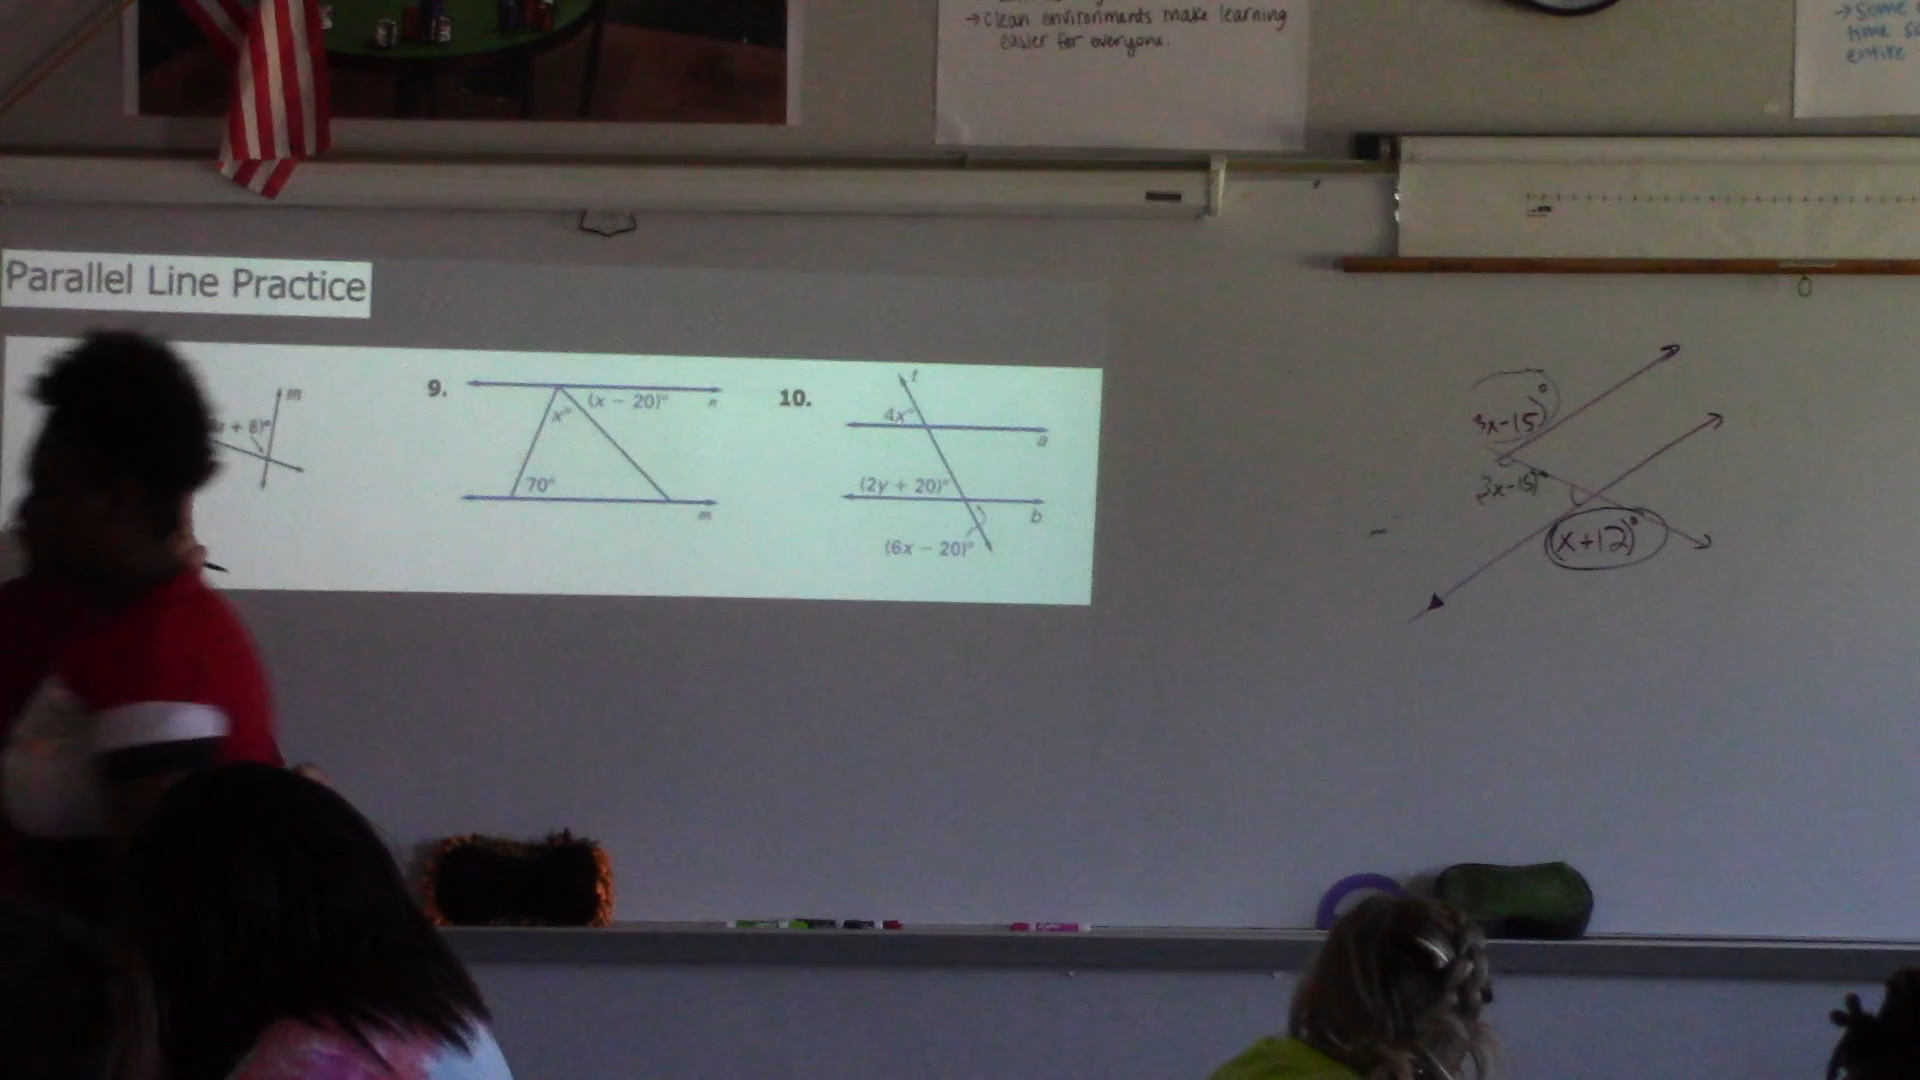 → Clean environments make learning
easier for everyone.
→ Some
time
entire
Parallel Line Practice
m
+ 8)°
9.
(x − 20)°
n
x°
70°
m
10.
t
4x°
a
(2y + 20)°
b
(6x − 20)°
3x-15)°
3x-15)°
(x+12)°